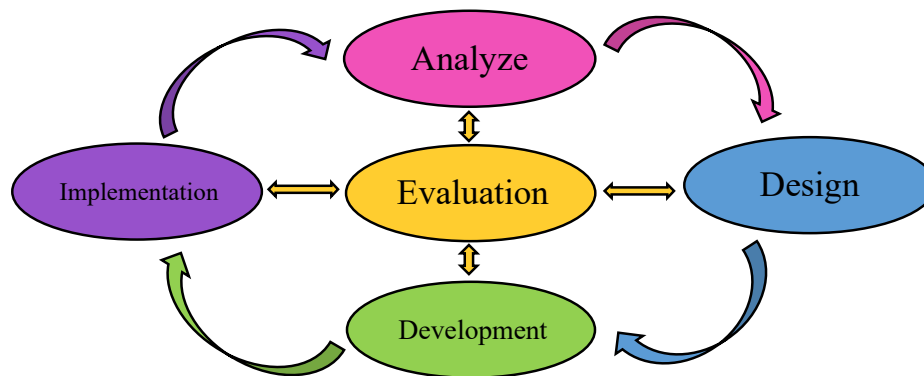 Analyze
Implementation
Evaluation
Design
Development